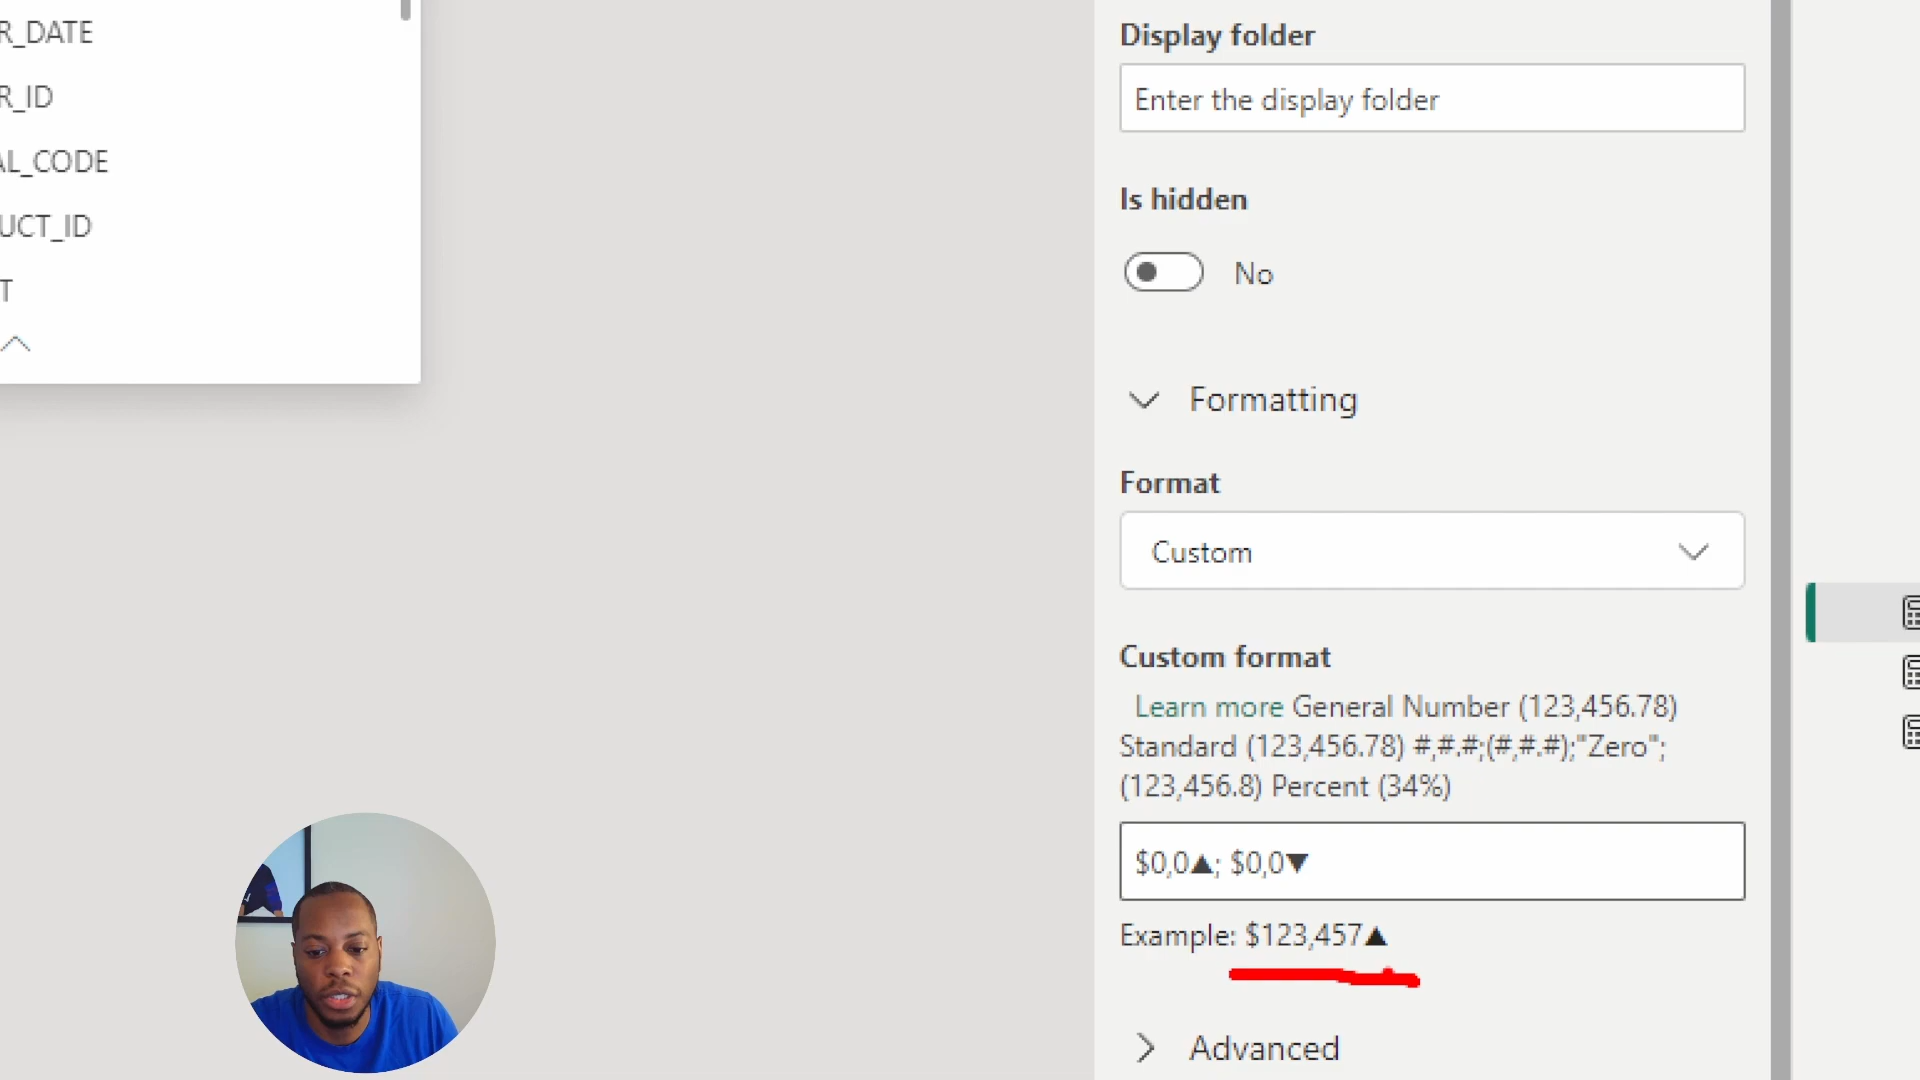 R_DATE
R_ID
AL_CODE
UCT_ID
T
Display folder
Enter the display folder
Is hidden
No
Formatting
Format
Custom
Custom format
Learn more General Number (123,456.78)
Standard (123,456.78) #,#.#;(#,#.#);"Zero";
(123,456.8) Percent (34%)
$0,0▲; $0,0▼
Example: $123,457▲
Advanced